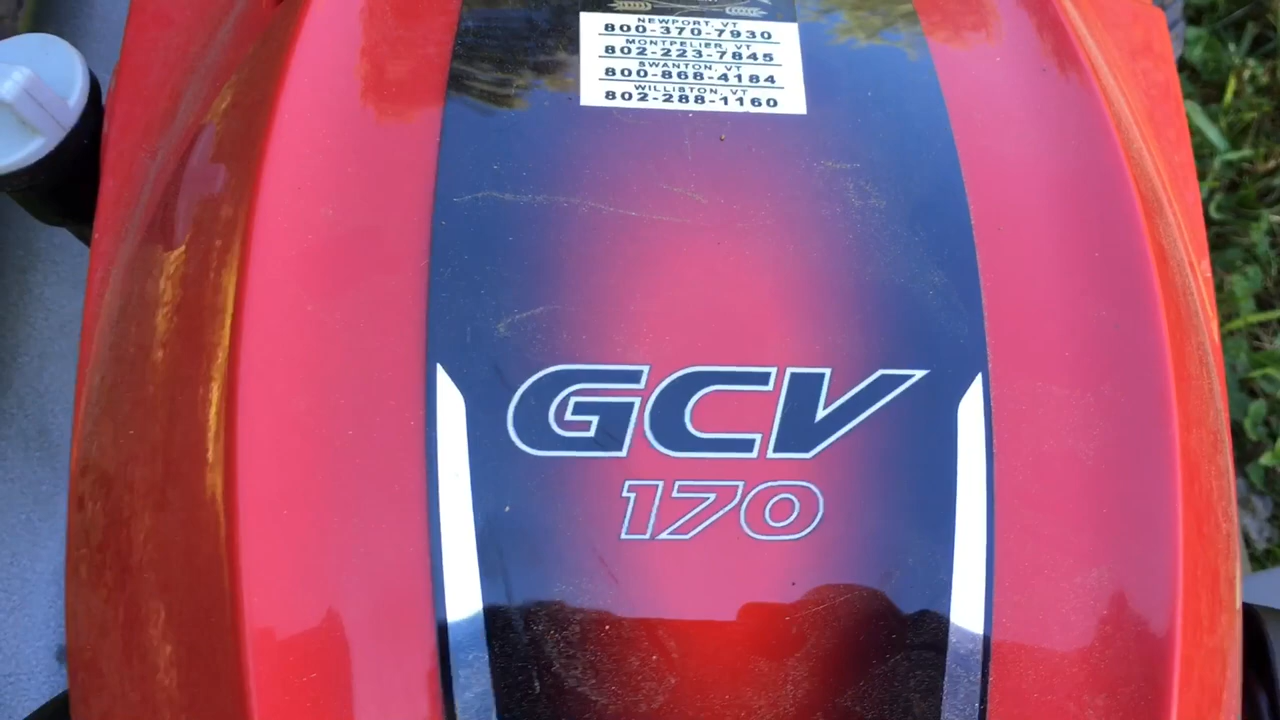 NEWPORT, VT
800-370-7930
MONTPELIER, VT
802-223-7845
SWANTON, VT
800-868-4184
WILLISTON, VT
802-288-1160
GCV
170